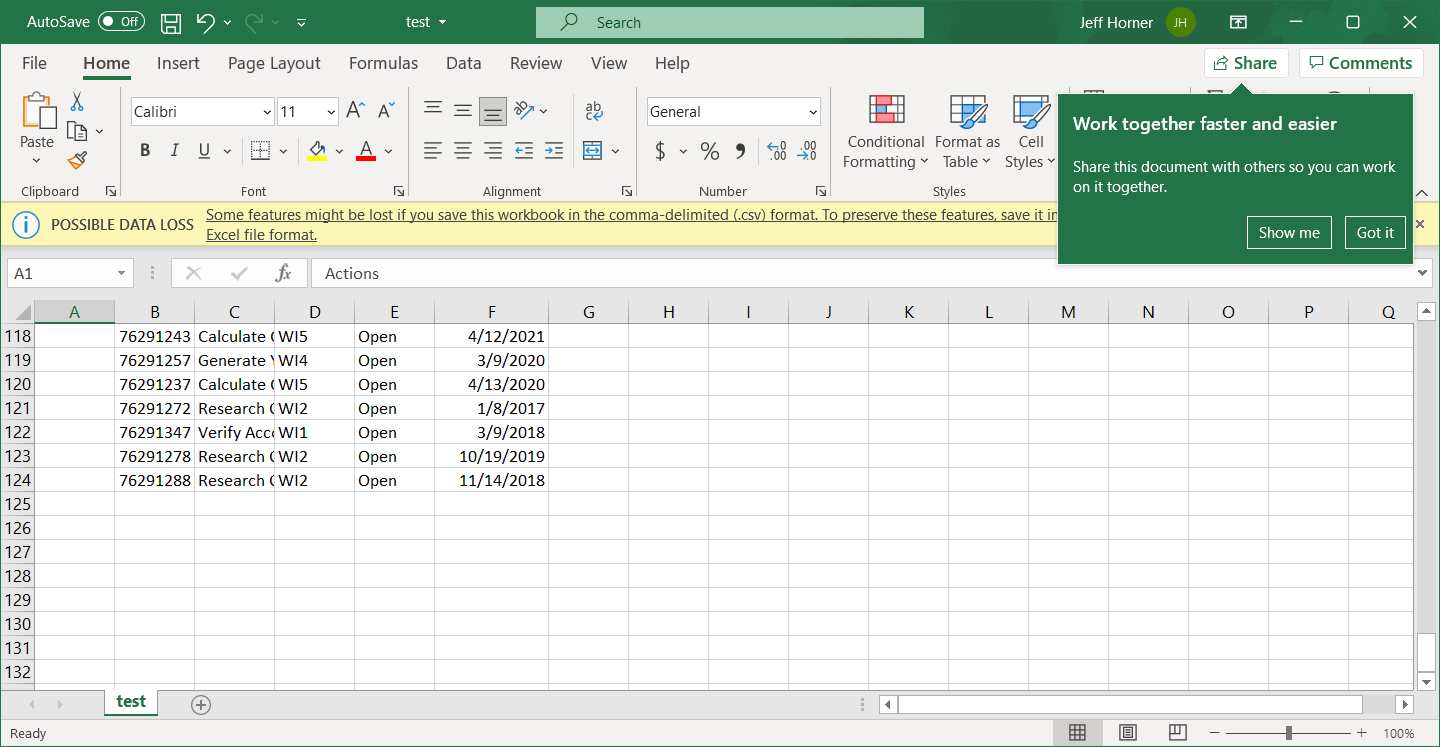 AutoSave Off test Search Jeff Horner JH
File Home Insert Page Layout Formulas Data Review View Help Share Comments
Calibri 11 General
Paste B I U A $ % Conditional Formatting Format as Table Cell Styles
Clipboard Font Alignment Number Styles
Work together faster and easier
Share this document with others so you can work
on it together.
Show me Got it
POSSIBLE DATA LOSS Some features might be lost if you save this workbook in the comma-delimited (.csv) format. To preserve these features, save it in
Excel file format.
A1 fx Actions
A B C D E F G H I J K L M N O P Q
118 76291243 Calculate WI5 Open 4/12/2021
119 76291257 Generate WI4 Open 3/9/2020
120 76291237 Calculate WI5 Open 4/13/2020
121 76291272 Research WI2 Open 1/8/2017
122 76291347 Verify Acc WI1 Open 3/9/2018
123 76291278 Research WI2 Open 10/19/2019
124 76291288 Research WI2 Open 11/14/2018
125
126
127
128
129
130
131
132
test
Ready 100%